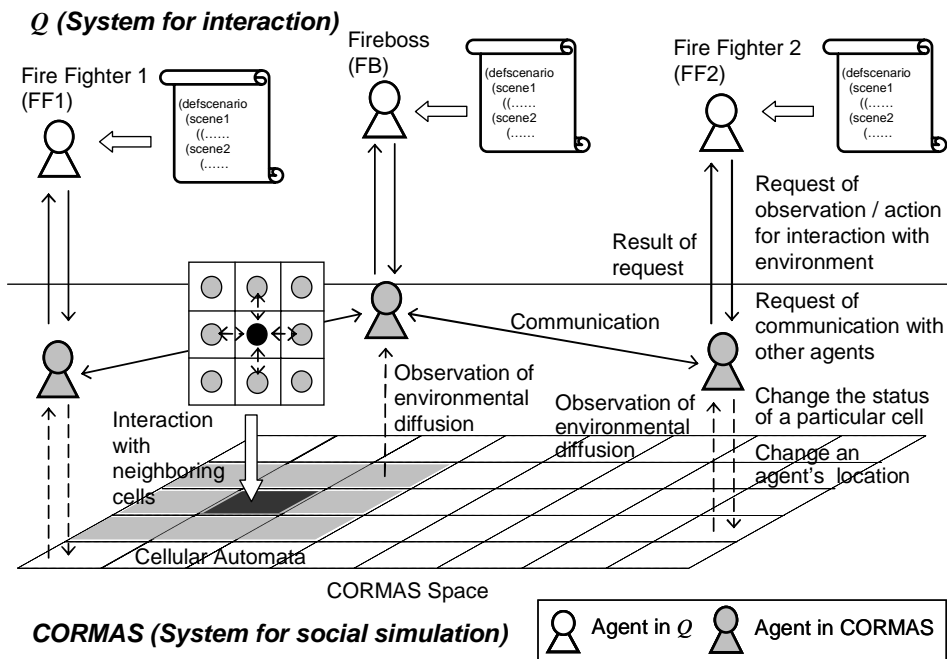 Q (System for interaction)
Fire Fighter 1
(FF1)
(defscenario
(scene1
((......
(scene2
(......
Fireboss
(FB)
(defscenario
(scene1
((......
(scene2
(......
Fire Fighter 2
(FF2)
(defscenario
(scene1
((......
(scene2
(......
Request of
observation / action
for interaction with
environment
Result of
request
Communication
Request of
communication with
other agents
Observation of
environmental
diffusion
Observation of
environmental
diffusion
Change the status
of a particular cell
Change an
agent's location
Interaction
with
neighboring
cells
Cellular Automata
CORMAS Space
CORMAS (System for social simulation)
Agent in Q
Agent in CORMAS